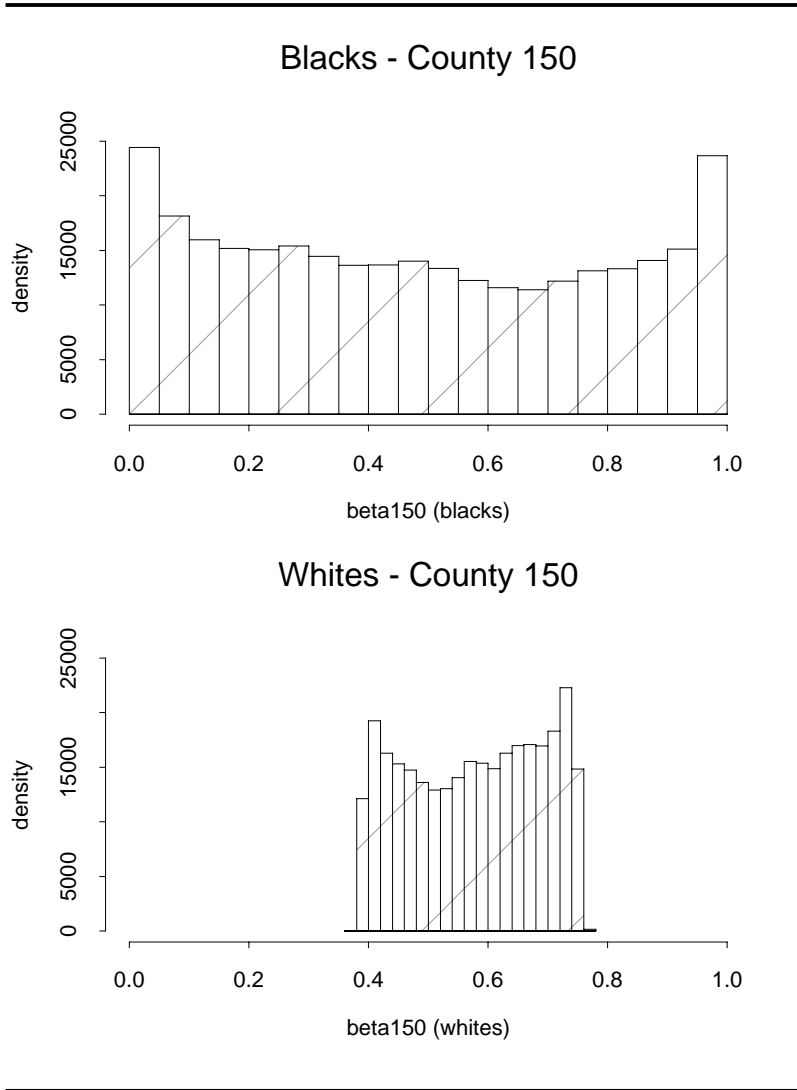 Blacks - County 150
25000
15000
5000
0
density
0.0 0.2 0.4 0.6 0.8 1.0
beta150 (blacks)
Whites - County 150
25000
15000
5000
0
density
0.0 0.2 0.4 0.6 0.8 1.0
beta150 (whites)